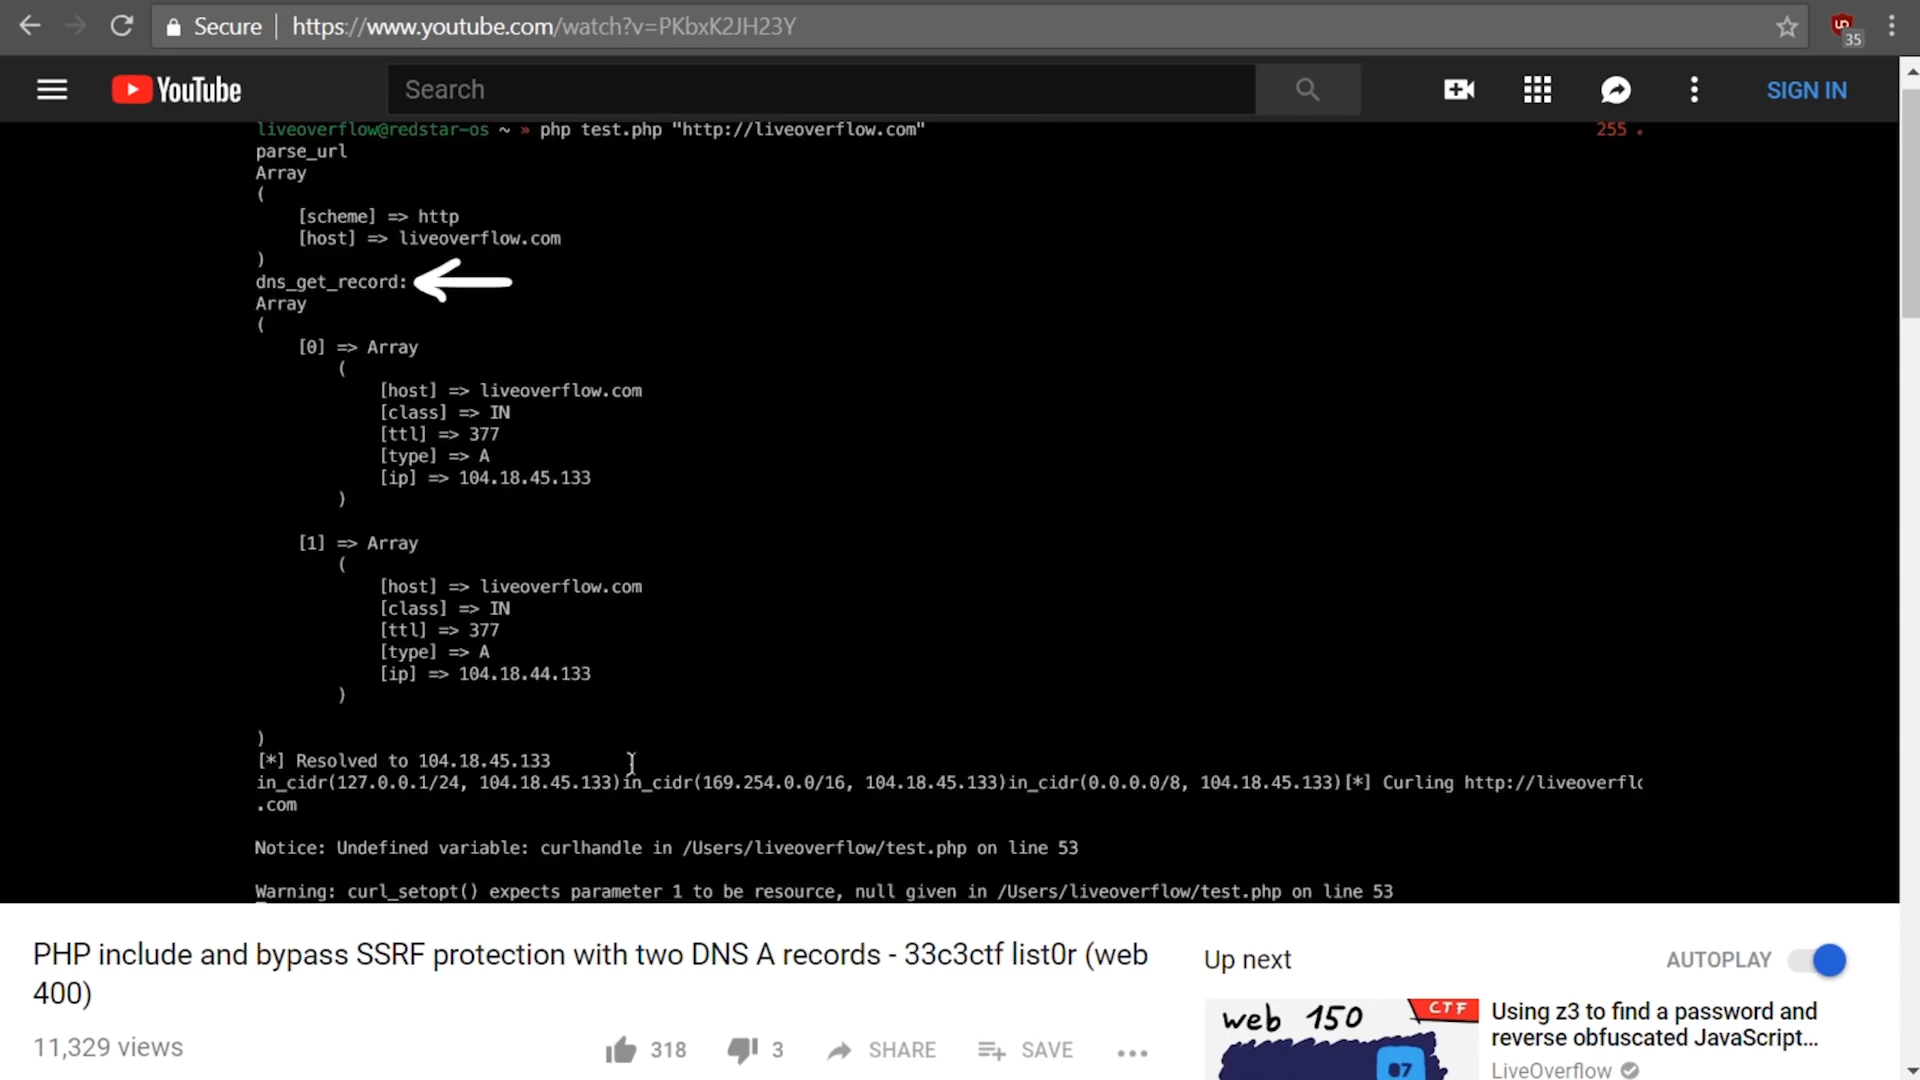 Secure https://www.youtube.com/watch?v=PKbxK2JH23Y
35
YouTube
Search
SIGN IN
liveoverflow@redstar-os ~ » php test.php "http://liveoverflow.com" 255 .
parse_url
Array
(
[scheme] => http
[host] => liveoverflow.com
)
dns_get_record:
Array
(
[0] => Array
(
[host] => liveoverflow.com
[class] => IN
[ttl] => 377
[type] => A
[ip] => 104.18.45.133
)
[1] => Array
(
[host] => liveoverflow.com
[class] => IN
[ttl] => 377
[type] => A
[ip] => 104.18.44.133
)
)
[*] Resolved to 104.18.45.133
in_cidr(127.0.0.1/24, 104.18.45.133)in_cidr(169.254.0.0/16, 104.18.45.133)in_cidr(0.0.0.0/8, 104.18.45.133)[*] Curling http://liveoverflo
.com
Notice: Undefined variable: curlhandle in /Users/liveoverflow/test.php on line 53
Warning: curl_setopt() expects parameter 1 to be resource, null given in /Users/liveoverflow/test.php on line 53
PHP include and bypass SSRF protection with two DNS A records - 33c3ctf list0r (web
400)
11,329 views
318
3
SHARE
SAVE
Up next
AUTOPLAY
web 150
CTF
07
Using z3 to find a password and
reverse obfuscated JavaScript...
LiveOverflow